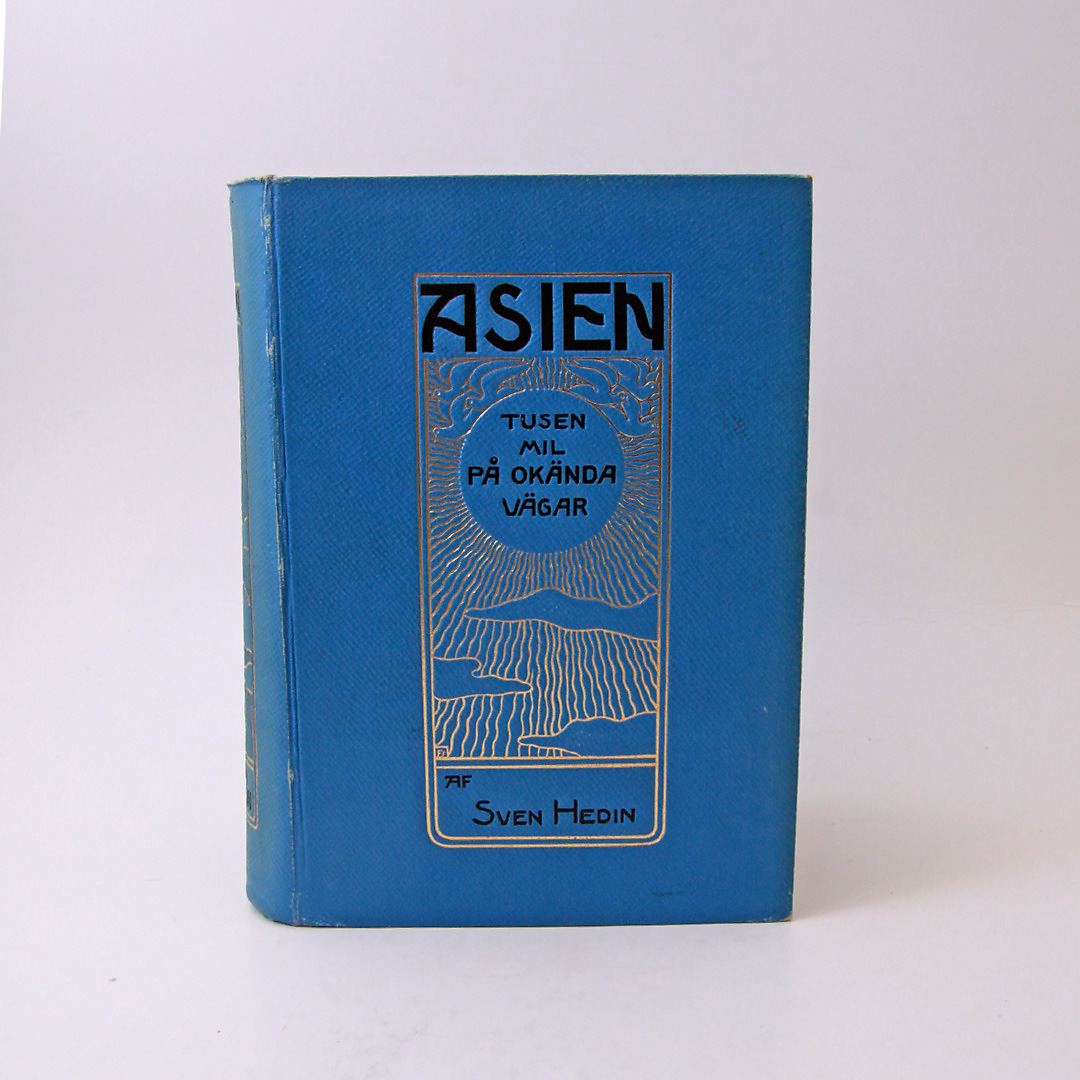 ASIEN
TUSEN
MIL
PÅ OKÄNDA
VÄGAR
AF
SVEN HEDIN